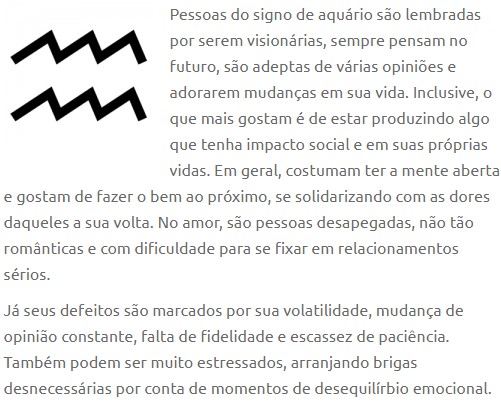 Pessoas do signo de aquário são lembradas
por serem visionárias, sempre pensam no
futuro, são adeptas de várias opiniões e
adorarem mudanças em sua vida. Inclusive, o
que mais gostam é de estar produzindo algo
que tenha impacto social e em suas próprias
vidas. Em geral, costumam ter a mente aberta
e gostam de fazer o bem ao próximo, se solidarizando com as dores
daqueles a sua volta. No amor, são pessoas desapegadas, não tão
românticas e com dificuldade para se fixar em relacionamentos
sérios.
Já seus defeitos são marcados por sua volatilidade, mudança de
opinião constante, falta de fidelidade e escassez de paciência.
Também podem ser muito estressados, arranjando brigas
desnecessárias por conta de momentos de desequilírbio emocional.